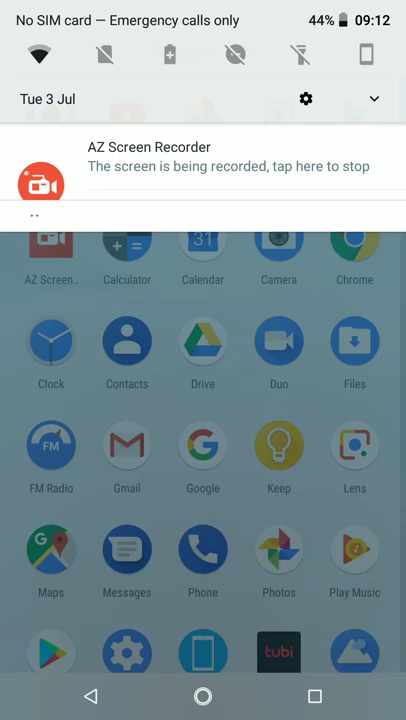 No SIM card — Emergency calls only 44% 09:12
Tue 3 Jul
AZ Screen Recorder
The screen is being recorded, tap here to stop
AZ Screen.. Calculator Calendar Camera Chrome
31
Clock Contacts Drive Duo Files
FM
FM Radio Gmail Google Keep Lens
G
Maps Messages Phone Photos Play Music
tubi